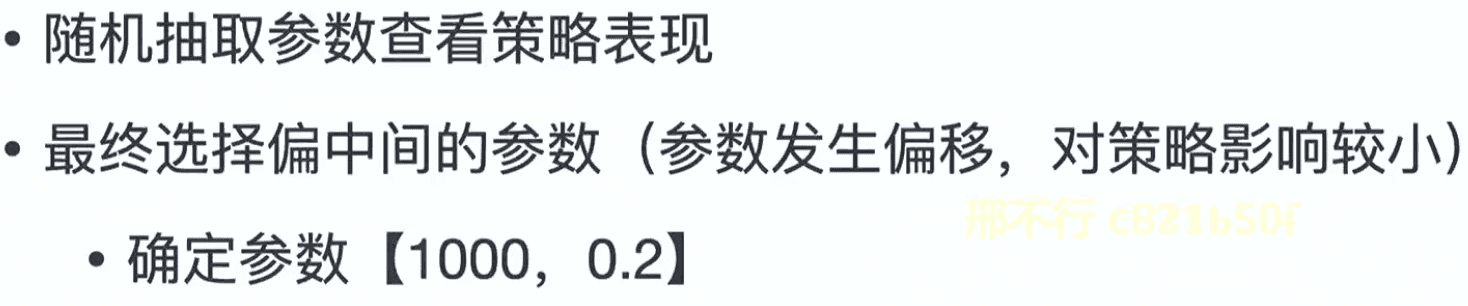 • 随机抽取参数查看策略表现
• 最终选择偏中间的参数（参数发生偏移，对策略影响较小）
邢不行 c821b50f
• 确定参数【1000，0.2】